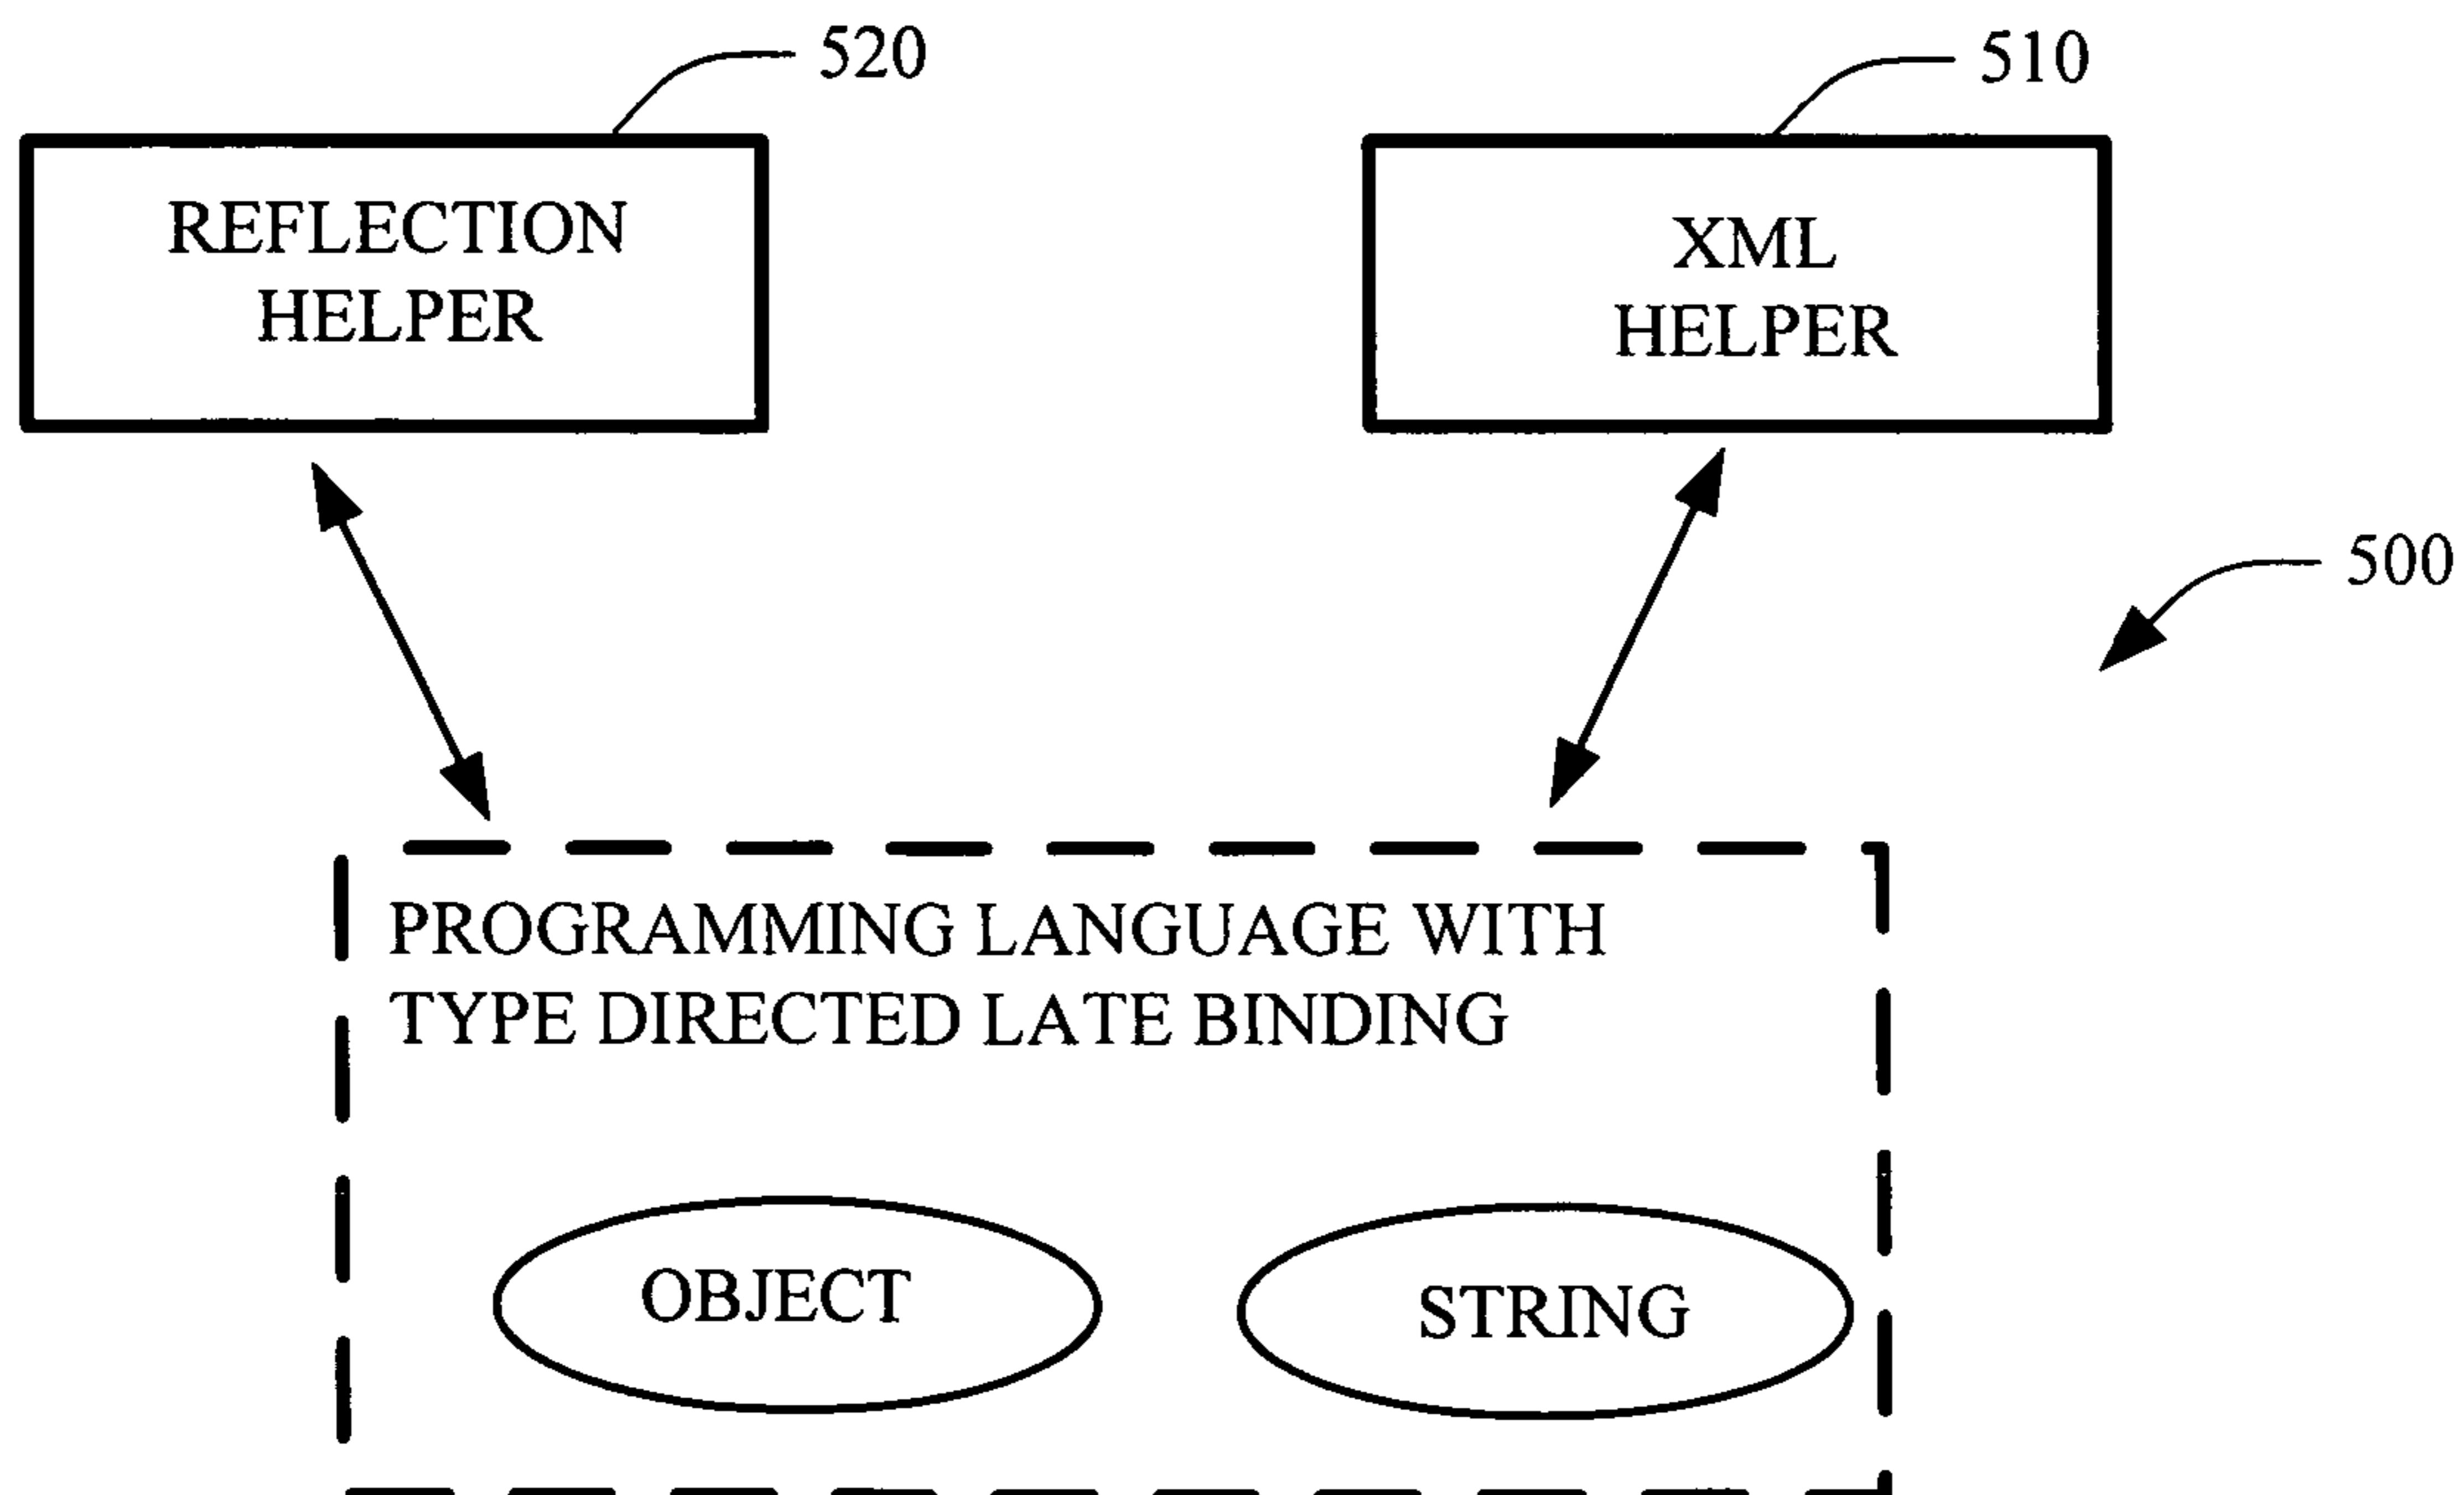 520
510
REFLECTION
HELPER
XML
HELPER
500
PROGRAMMING LANGUAGE WITH
TYPE DIRECTED LATE BINDING
OBJECT
STRING